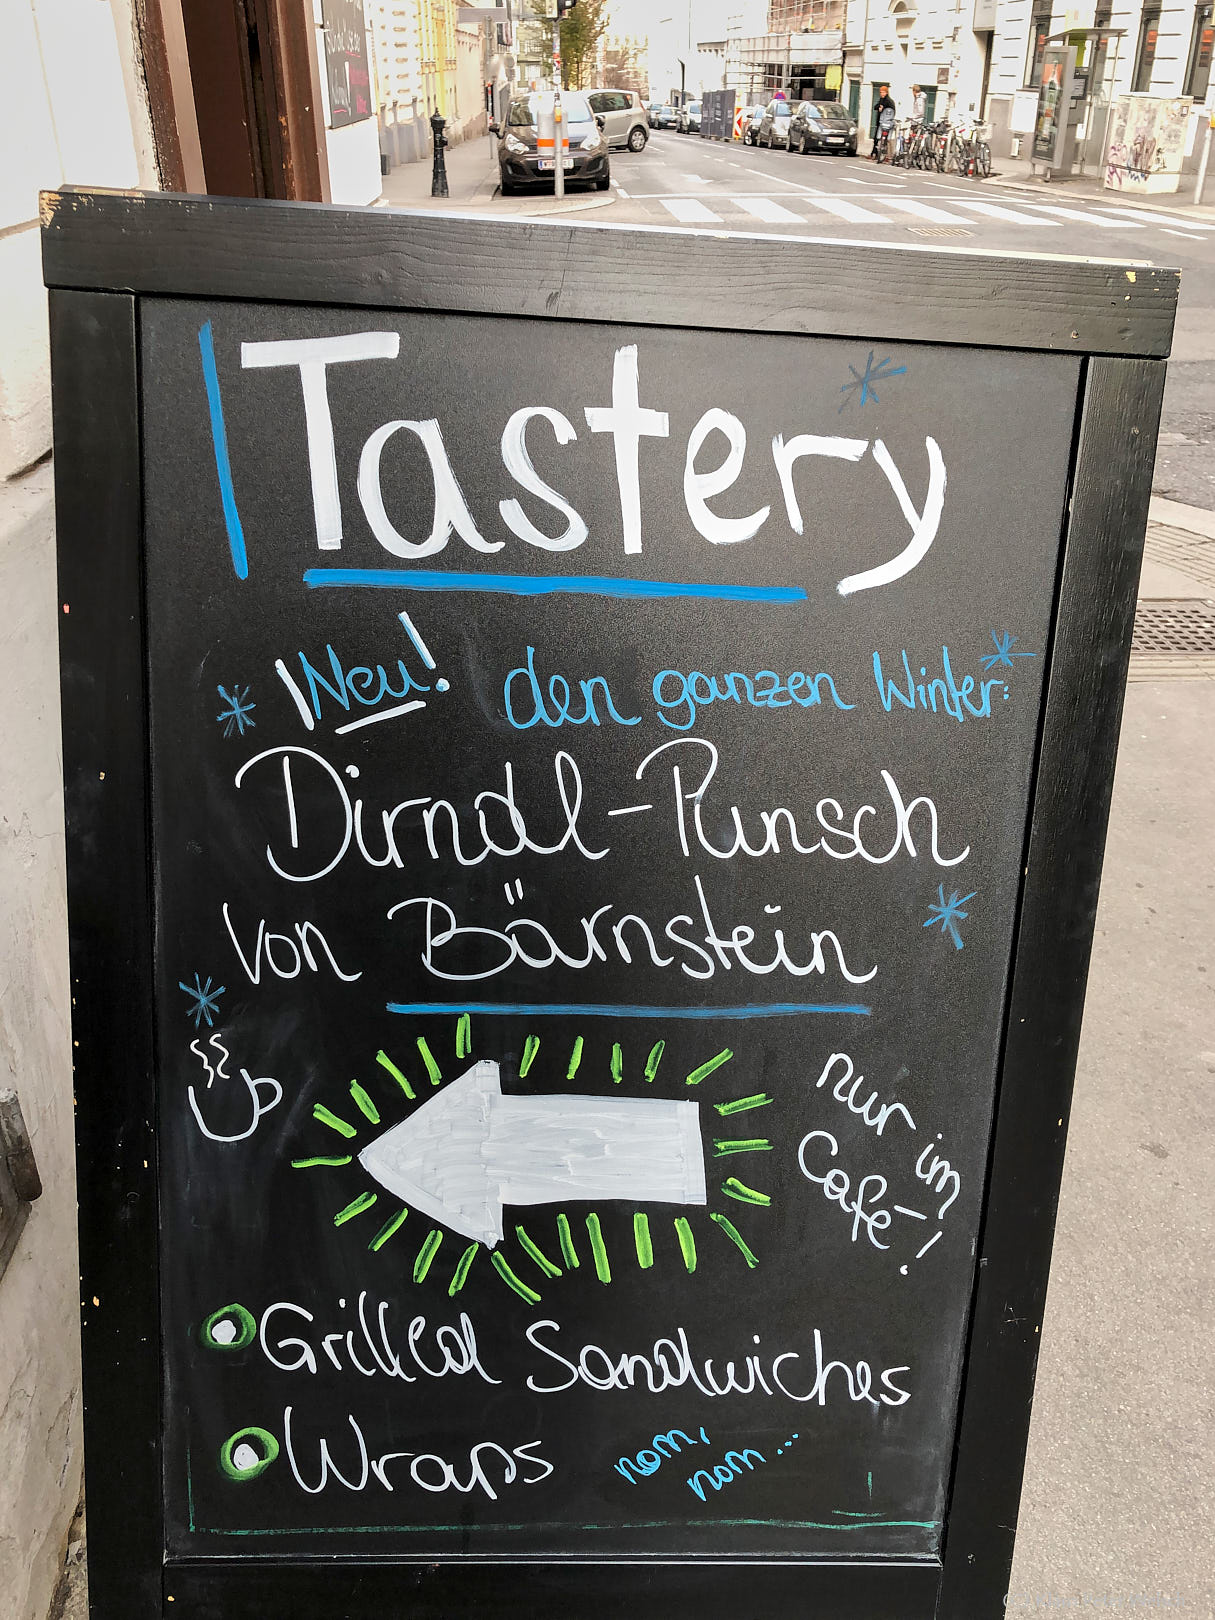 Tastery
Neu! den ganzen Winter:
Dirndl-Punsch
von Bärnstein
nur im
Café!
Grilled Sandwiches
Wraps
nom,
nom...